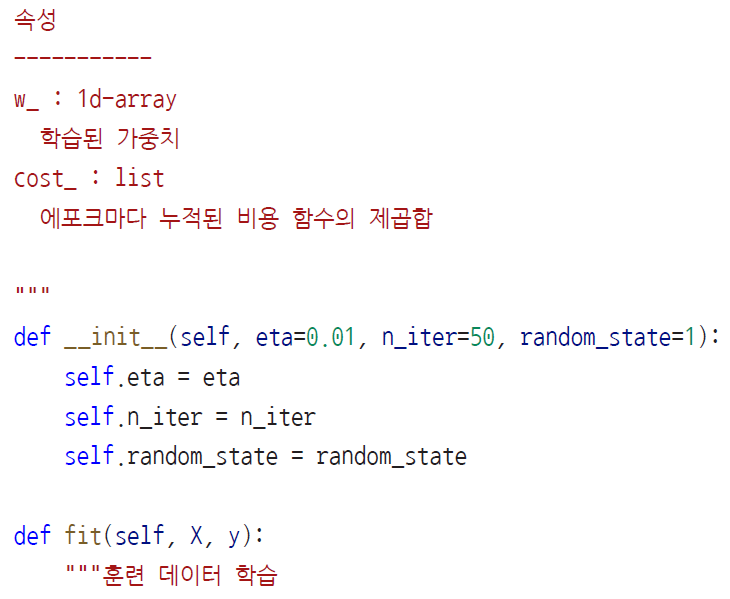 속성
-----------
w_ : 1d-array
  학습된 가중치
cost_ : list
  에포크마다 누적된 비용 함수의 제곱합
"""
def __init__(self, eta=0.01, n_iter=50, random_state=1):
    self.eta = eta
    self.n_iter = n_iter
    self.random_state = random_state
def fit(self, X, y):
    """훈련 데이터 학습